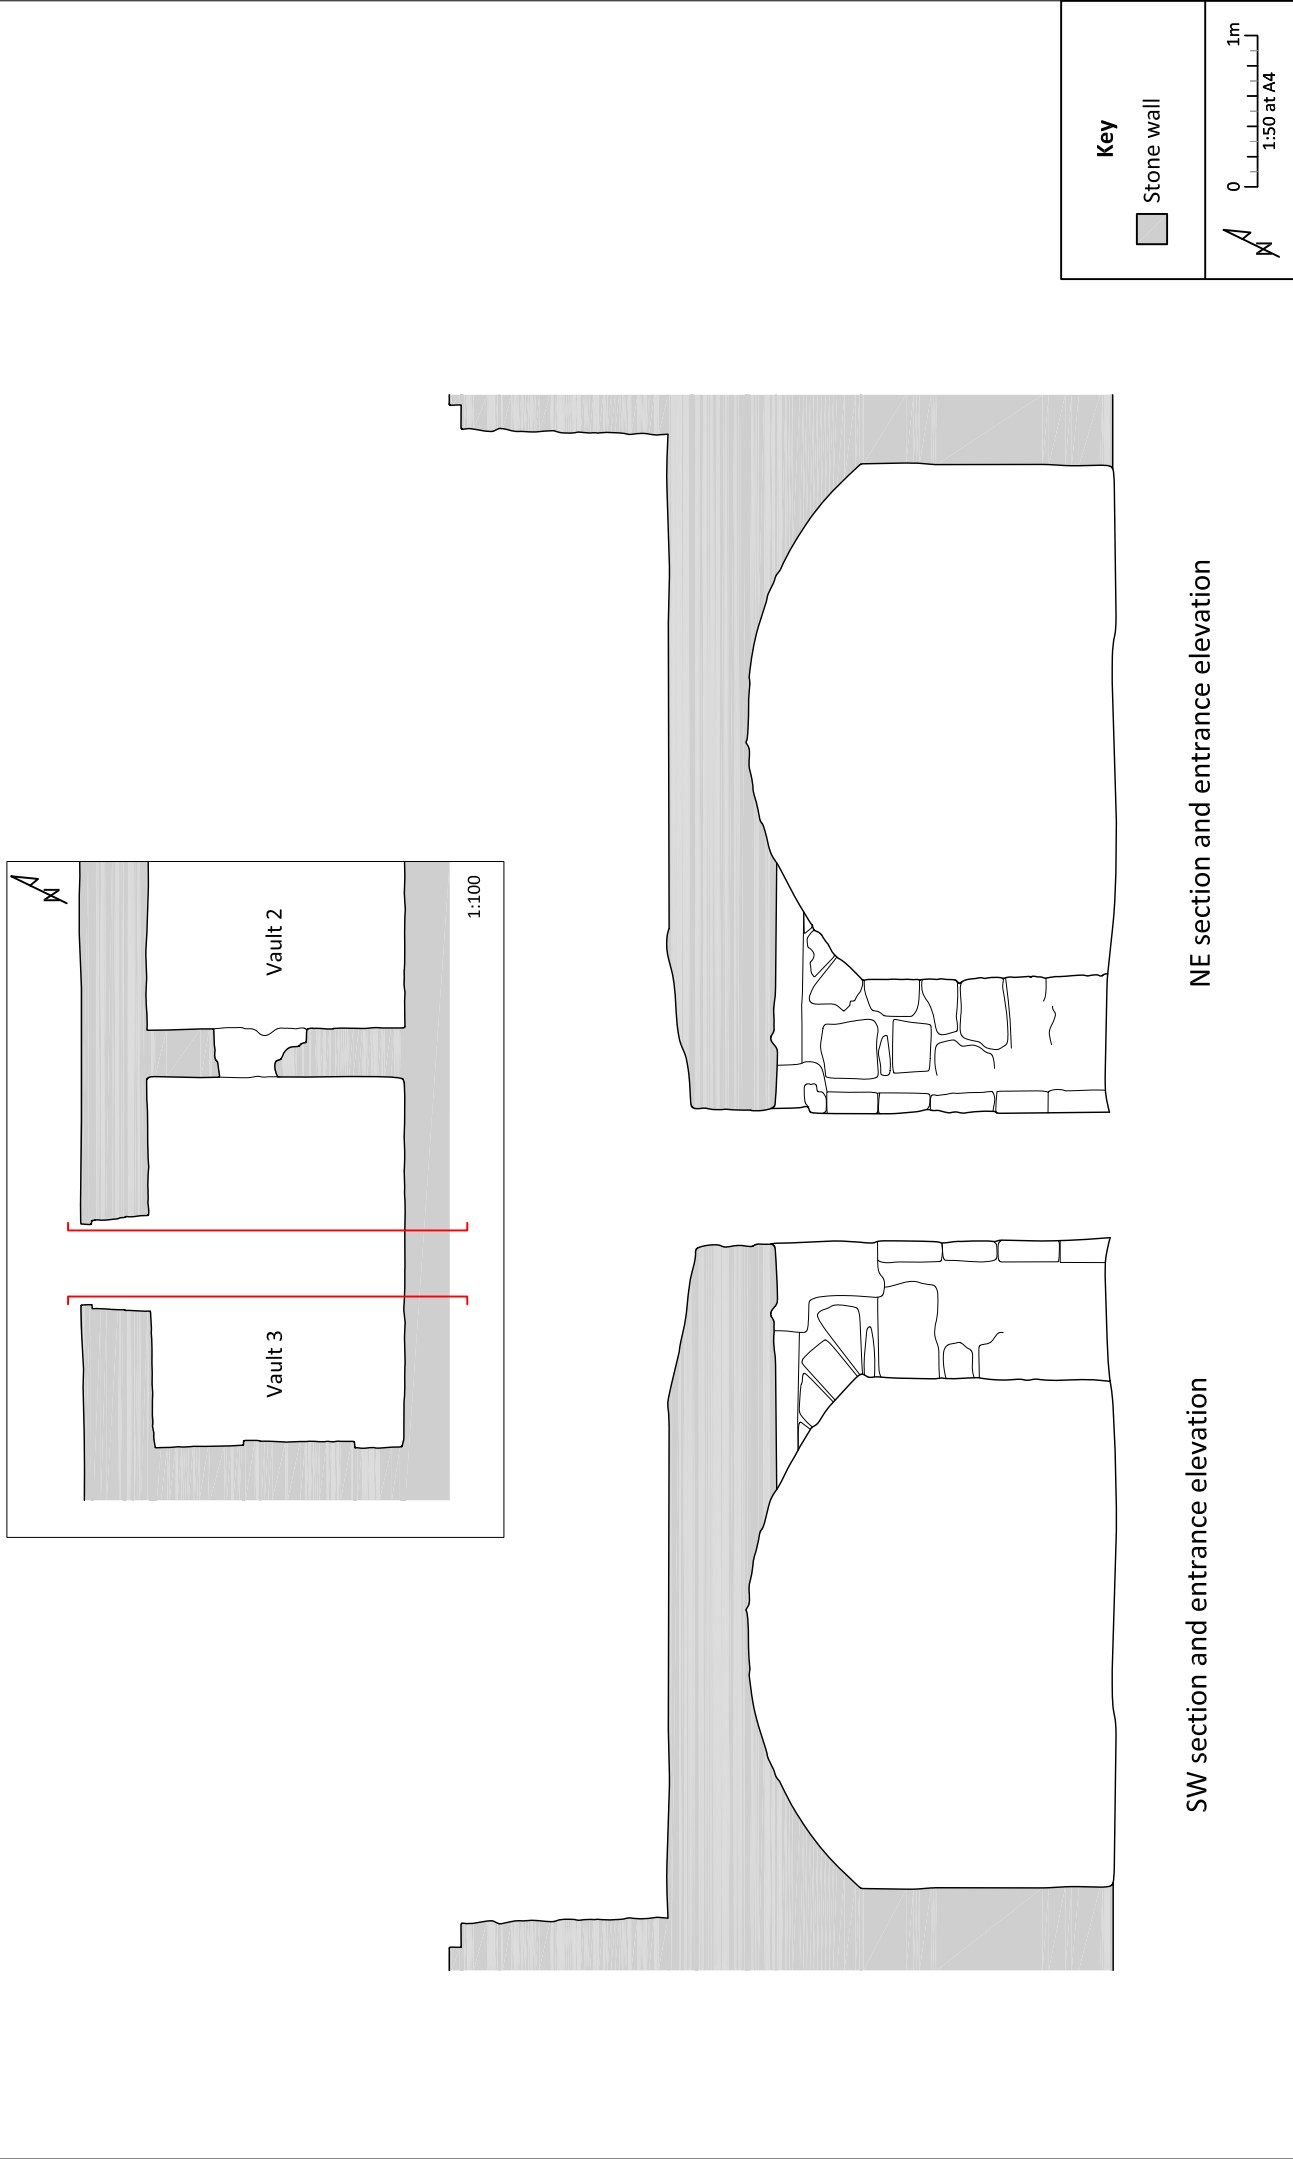 Vault 3
Vault 2
1:100
SW section and entrance elevation
NE section and entrance elevation
Key
Stone wall
N
0 1m
1:50 at A4